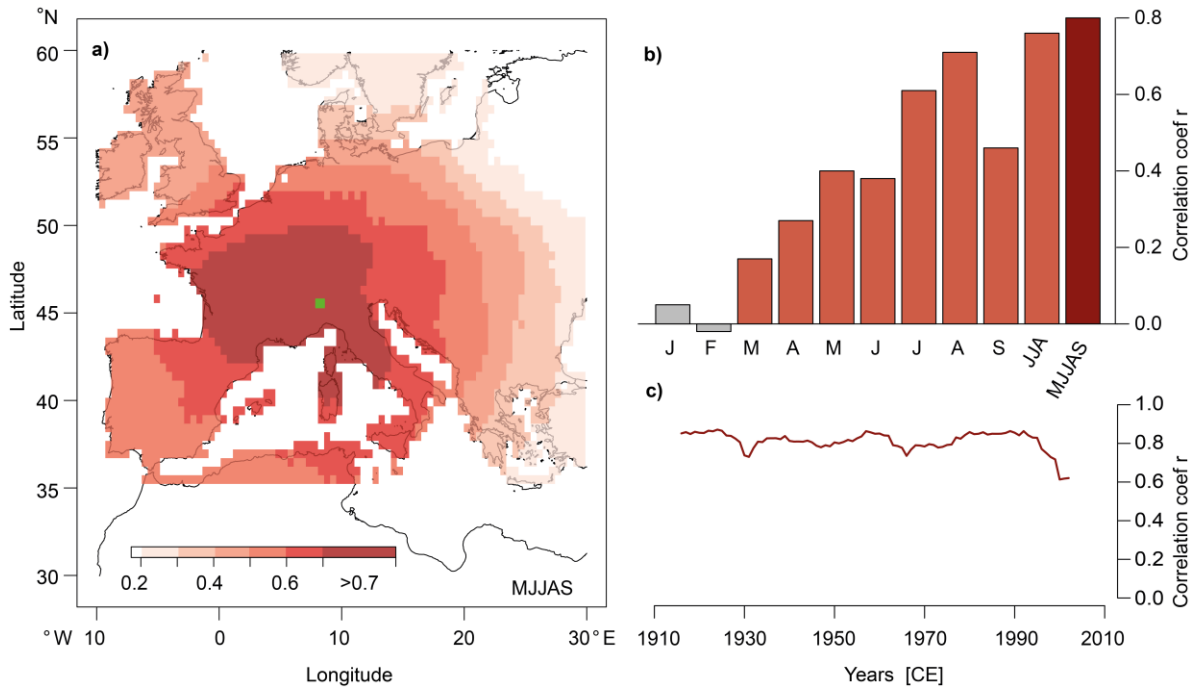 °N
a)
60
55
50
45
40
35
30
Latitude
0.2 0.4 0.6 >0.7
MJJAS
°W 10 0 10 20 30°E
Longitude
b)
0.8
0.6
0.4
0.2
0.0
Correlation coef r
J F M A M J J A S JJA MJJAS
c)
1.0
0.8
0.6
0.4
0.2
0.0
Correlation coef r
1910 1930 1950 1970 1990 2010
Years [CE]